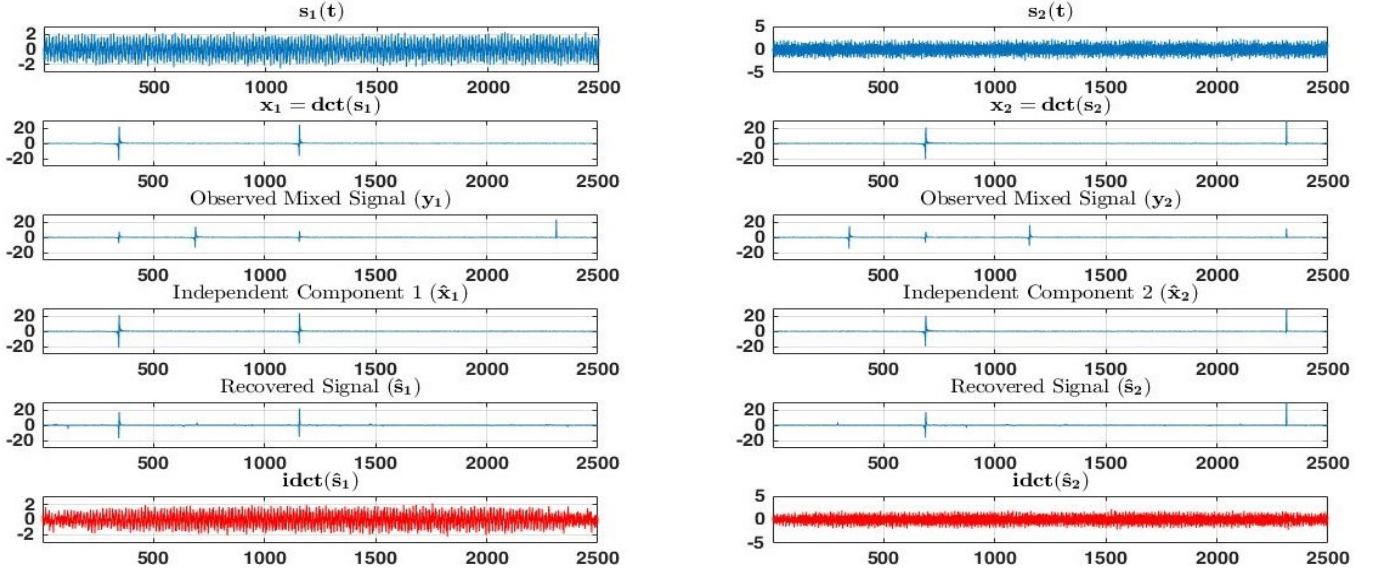 s₁(t)
2
0
-2
500 1000 1500 2000 2500
x₁ = dct(s₁)
20
0
-20
500 1000 1500 2000 2500
Observed Mixed Signal (y₁)
20
0
-20
500 1000 1500 2000 2500
Independent Component 1 (x̂₁)
20
0
-20
500 1000 1500 2000 2500
Recovered Signal (ŝ₁)
20
0
-20
500 1000 1500 2000 2500
idct(ŝ₁)
2
0
-2
500 1000 1500 2000 2500
s₂(t)
5
0
-5
500 1000 1500 2000 2500
x₂ = dct(s₂)
20
0
-20
500 1000 1500 2000 2500
Observed Mixed Signal (y₂)
20
0
-20
500 1000 1500 2000 2500
Independent Component 2 (x̂₂)
20
0
-20
500 1000 1500 2000 2500
Recovered Signal (ŝ₂)
20
0
-20
500 1000 1500 2000 2500
idct(ŝ₂)
5
0
-5
500 1000 1500 2000 2500